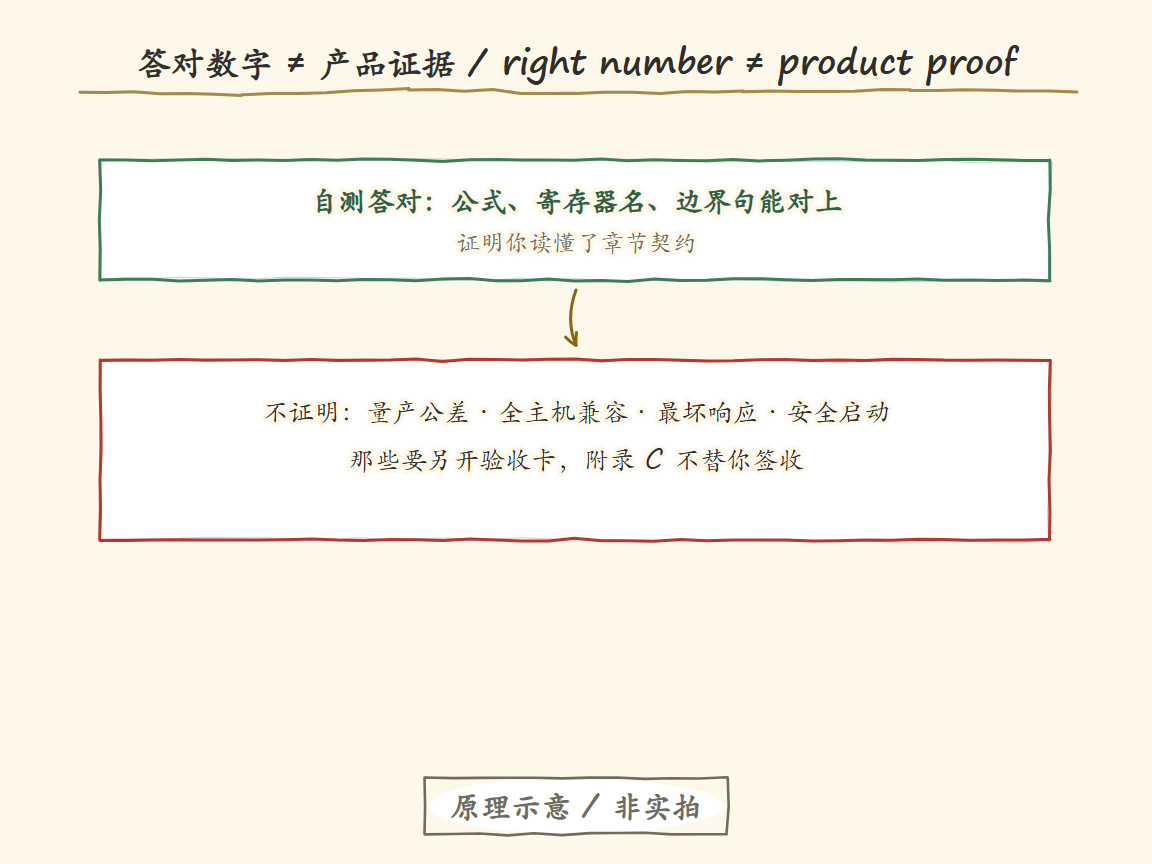 答对数字 ≠ 产品证据 / right number ≠ product proof
自测答对：公式、寄存器名、边界句能对上
证明你读懂了章节契约
不证明：量产公差 · 全主机兼容 · 最坏响应 · 安全启动
那些要另开验收卡，附录 C 不替你签收
原理示意 / 非实拍